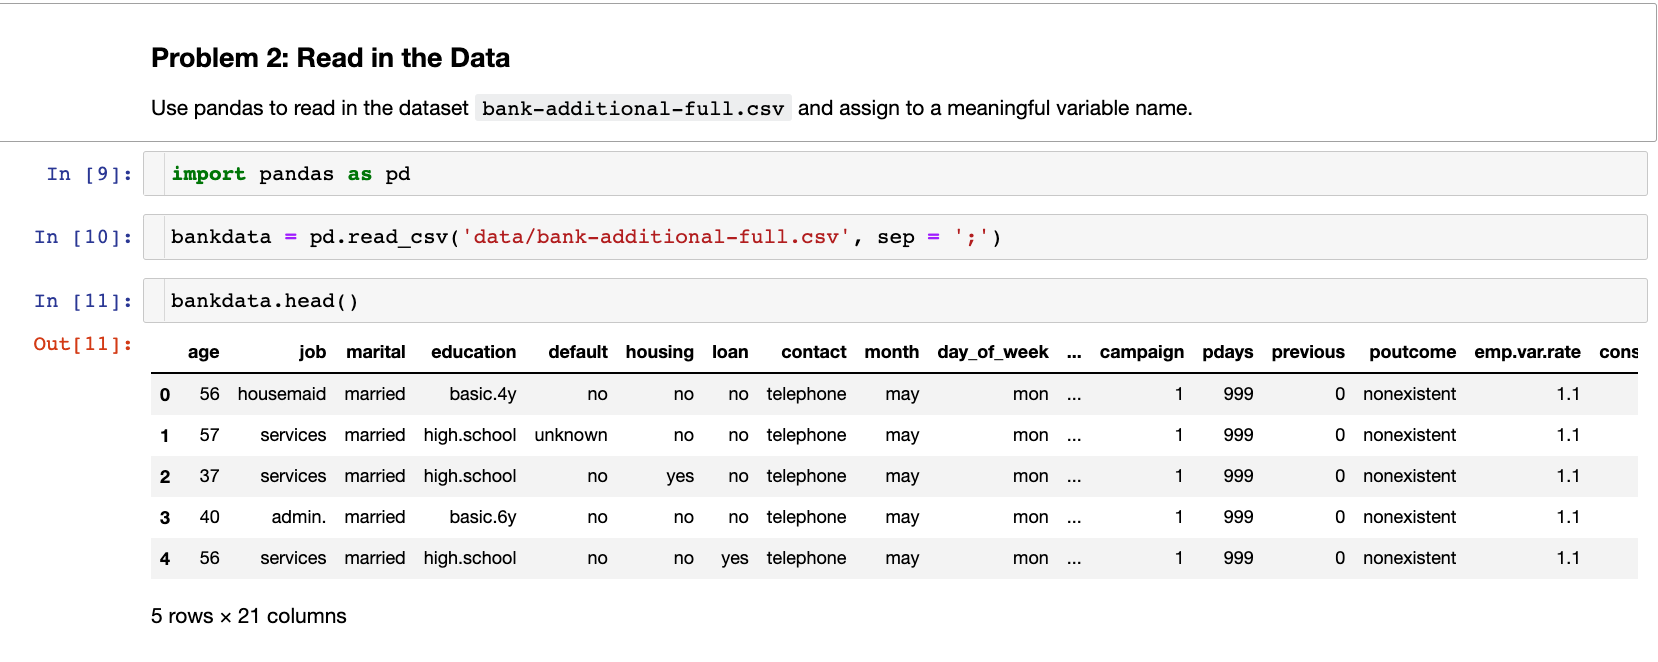 Problem 2: Read in the Data
Use pandas to read in the dataset bank-additional-full.csv and assign to a meaningful variable name.
In [9]: import pandas as pd
In [10]: bankdata = pd.read_csv('data/bank-additional-full.csv', sep = ';')
In [11]: bankdata.head()
Out[11]:
age job marital education default housing loan contact month day_of_week ... campaign pdays previous poutcome emp.var.rate cons
0 56 housemaid married basic.4y no no no telephone may mon ... 1 999 0 nonexistent 1.1
1 57 services married high.school unknown no no telephone may mon ... 1 999 0 nonexistent 1.1
2 37 services married high.school no yes no telephone may mon ... 1 999 0 nonexistent 1.1
3 40 admin. married basic.6y no no no telephone may mon ... 1 999 0 nonexistent 1.1
4 56 services married high.school no no yes telephone may mon ... 1 999 0 nonexistent 1.1
5 rows × 21 columns